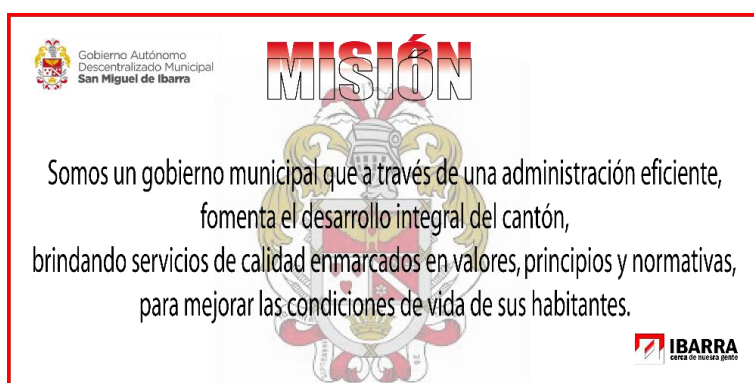 Gobierno Autónomo
Descentralizado Municipal
San Miguel de Ibarra
MISIÓN
Somos un gobierno municipal que a través de una administración eficiente,
fomenta el desarrollo integral del cantón,
brindando servicios de calidad enmarcados en valores, principios y normativas,
para mejorar las condiciones de vida de sus habitantes.
IBARRA
cerca de nuesra gente